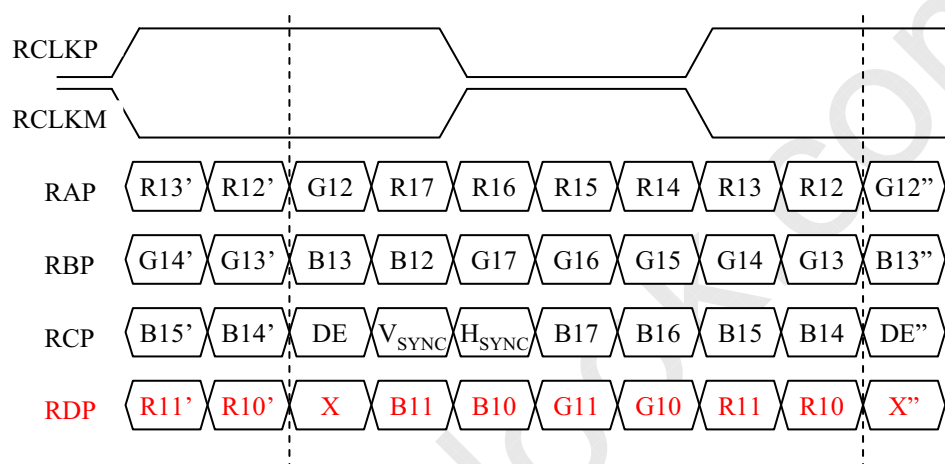 RCLKP
RCLKM
RAP R13’ R12’ G12 R17 R16 R15 R14 R13 R12 G12”
RBP G14’ G13’ B13 B12 G17 G16 G15 G14 G13 B13”
RCP B15’ B14’ DE VSYNC HSYNC B17 B16 B15 B14 DE”
RDP R11’ R10’ X B11 B10 G11 G10 R11 R10 X”